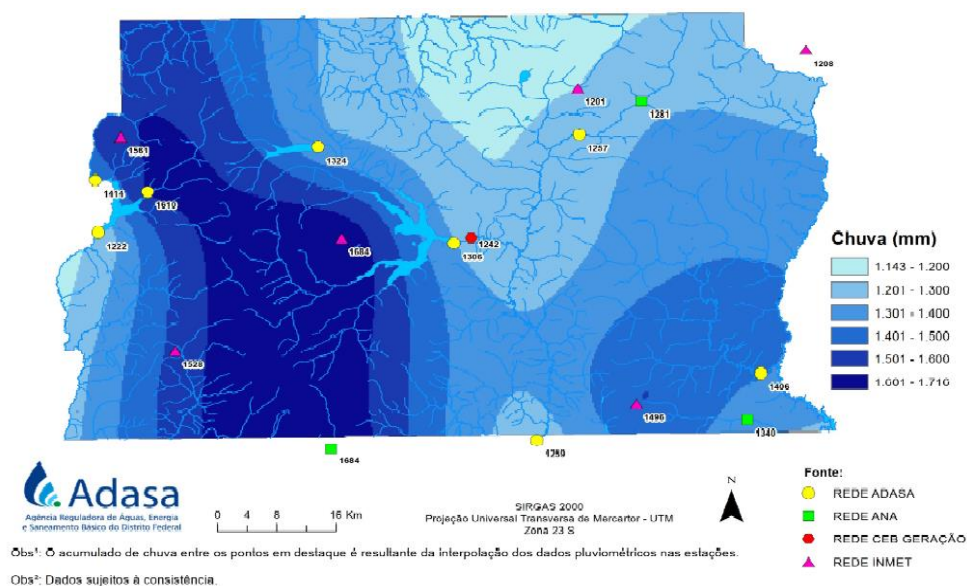 1208
1201
1281
1257
1561
1324
1414
1619
1222
1684
1306
1242
1528
1406
1496
1340
1684
1289
Chuva (mm)
1.143 - 1.200
1.201 - 1.300
1.301 - 1.400
1.401 - 1.500
1.501 - 1.600
1.601 - 1.710
Adasa
Agência Reguladora de Águas, Energia
e Saneamento Básico do Distrito Federal
0 4 8 16 Km
SIRGAS 2000
Projeção Universal Transversa de Mercartor - UTM
Zona 23 S
N
Fonte:
REDE ADASA
REDE ANA
REDE CEB GERAÇÃO
REDE INMET
Obs¹: O acumulado de chuva entre os pontos em destaque é resultante da interpolação dos dados pluviométricos nas estações.
Obs²: Dados sujeitos à consistência.